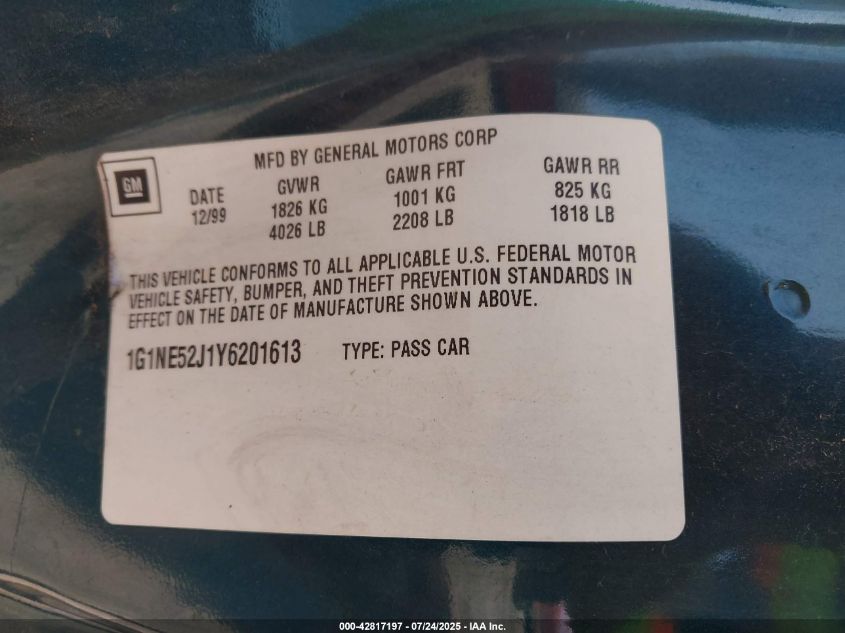 MFD BY GENERAL MOTORS CORP
GM
DATE GVWR GAWR FRT GAWR RR
12/99 1826 KG 1001 KG 825 KG
4026 LB 2208 LB 1818 LB
THIS VEHICLE CONFORMS TO ALL APPLICABLE U.S. FEDERAL MOTOR
VEHICLE SAFETY, BUMPER, AND THEFT PREVENTION STANDARDS IN
EFFECT ON THE DATE OF MANUFACTURE SHOWN ABOVE.
1G1NE52J1Y6201613 TYPE: PASS CAR
000-42817197 - 07/24/2025 - IAA Inc.